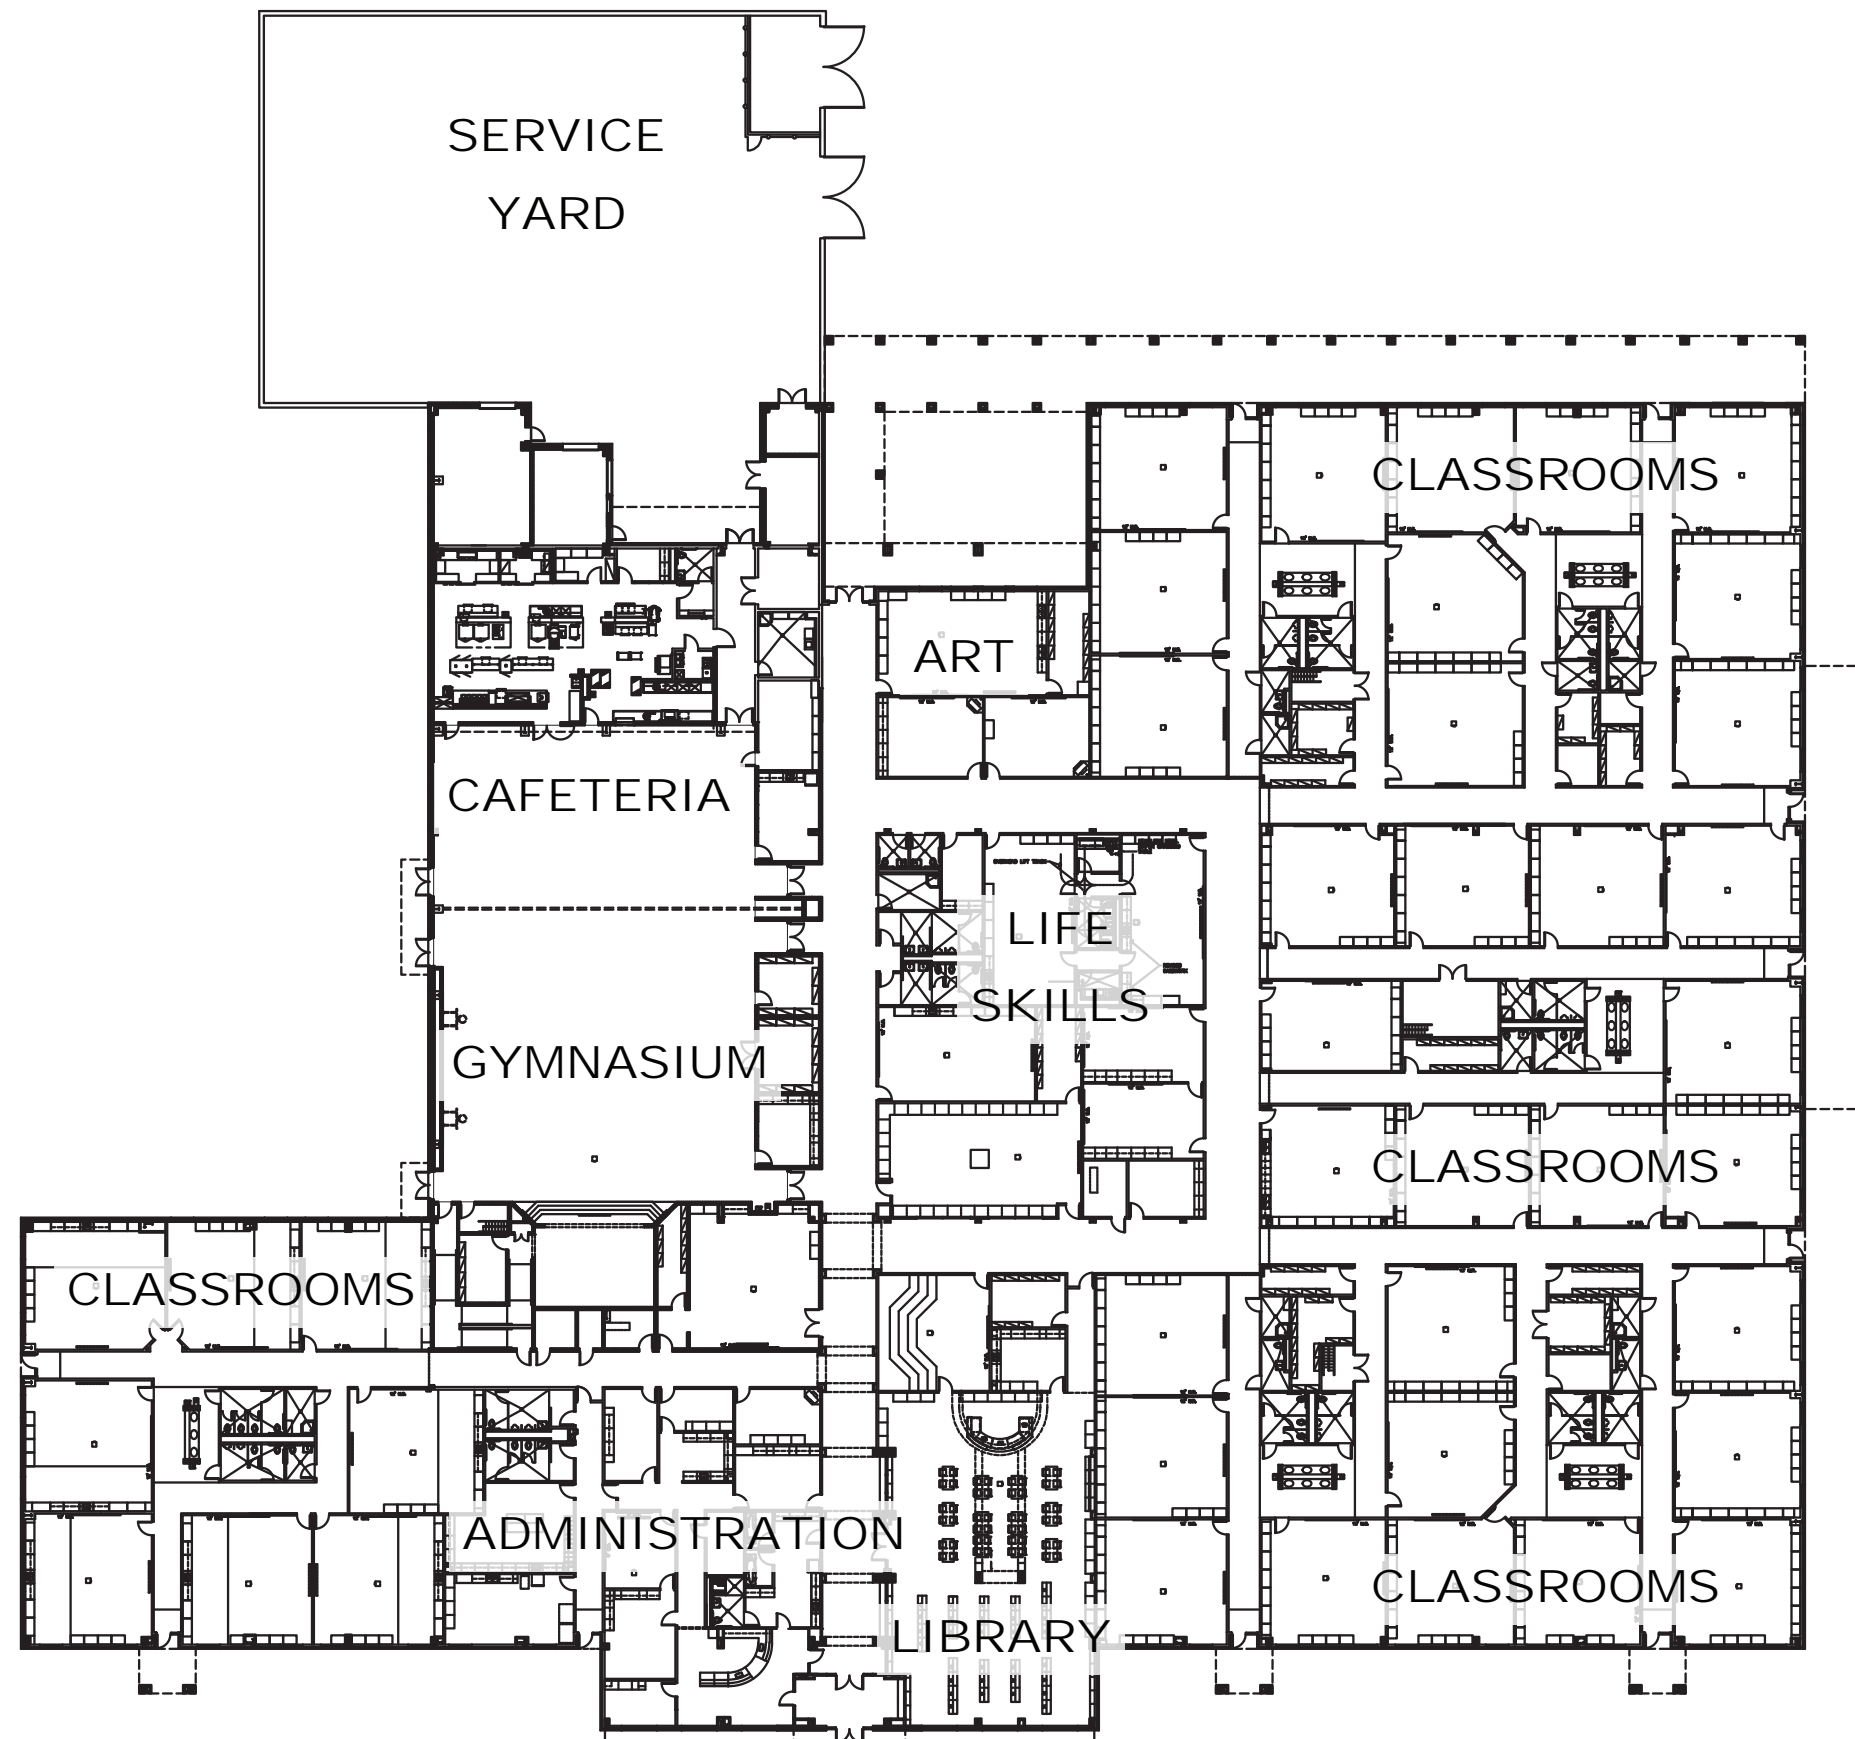 SERVICE
YARD
CLASSROOMS
ART
CAFETERIA
LIFE
SKILLS
GYMNASIUM
CLASSROOMS
CLASSROOMS
ADMINISTRATION
CLASSROOMS
LIBRARY